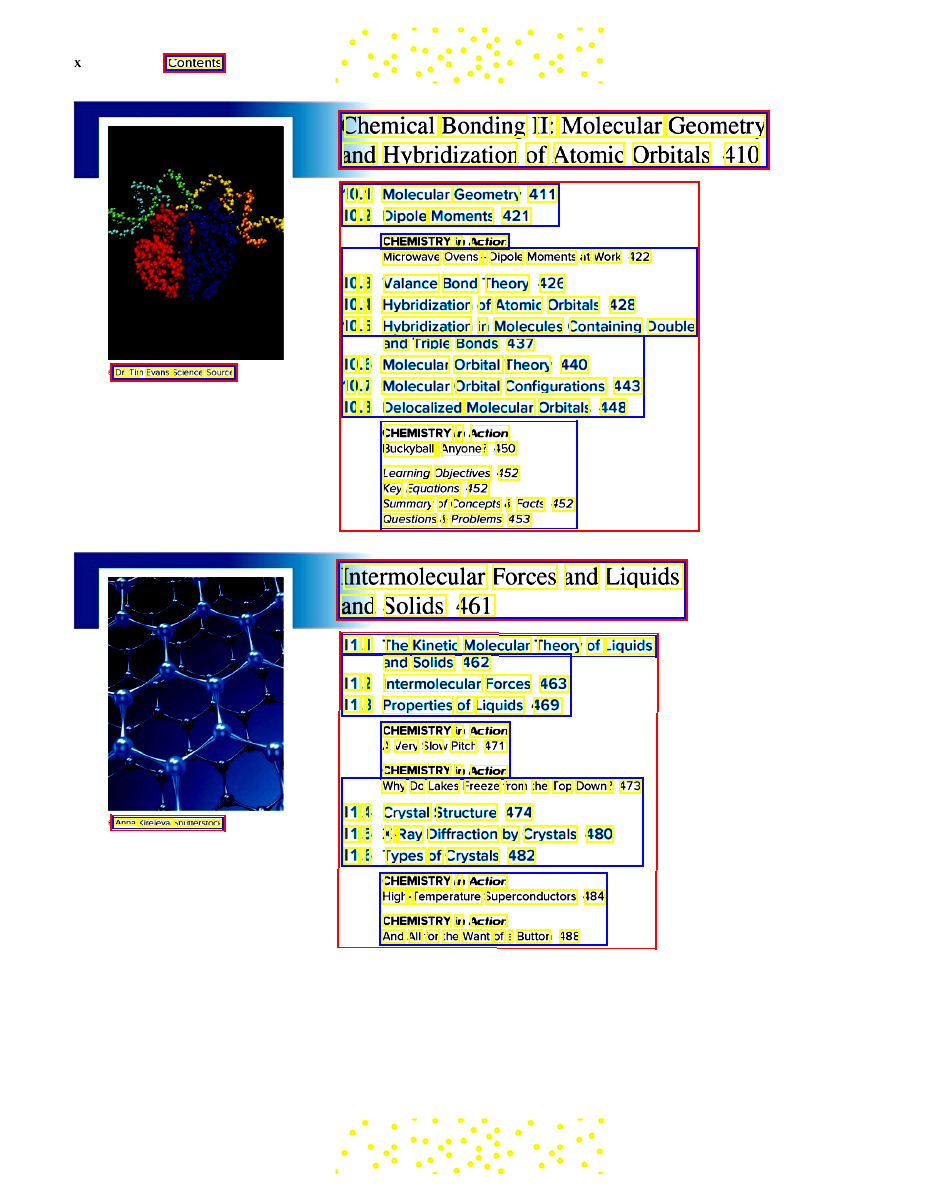 x Contents
Chemical Bonding II: Molecular Geometry
and Hybridization of Atomic Orbitals 410
10.1 Molecular Geometry 411
10.2 Dipole Moments 421
CHEMISTRY in Action
Microwave Ovens – Dipole Moments at Work 422
10.3 Valance Bond Theory 426
10.4 Hybridization of Atomic Orbitals 428
10.5 Hybridization in Molecules Containing Double
and Triple Bonds 437
10.6 Molecular Orbital Theory 440
10.7 Molecular Orbital Configurations 443
10.8 Delocalized Molecular Orbitals 448
CHEMISTRY in Action
Buckyball Anyone? 450
Learning Objectives 452
Key Equations 452
Summary of Concepts & Facts 452
Questions & Problems 453
Dr. Tim Evans Science Source
Intermolecular Forces and Liquids
and Solids 461
11.1 The Kinetic Molecular Theory of Liquids
and Solids 462
11.2 Intermolecular Forces 463
11.3 Properties of Liquids 469
CHEMISTRY in Action
A Very Slow Pitch 471
CHEMISTRY in Action
Why Do Lakes Freeze from the Top Down? 473
11.4 Crystal Structure 474
11.5 X-Ray Diffraction by Crystals 480
11.6 Types of Crystals 482
CHEMISTRY in Action
High-Temperature Superconductors 484
CHEMISTRY in Action
And All for the Want of a Button 488
Anna Kireieva Shutterstock